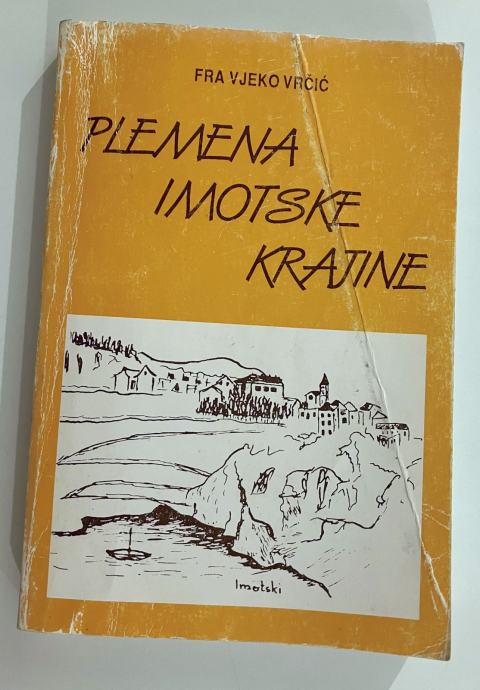 FRA VJEKO VRČIĆ
PLEMENA
IMOTSKE
KRAJINE
Imotski